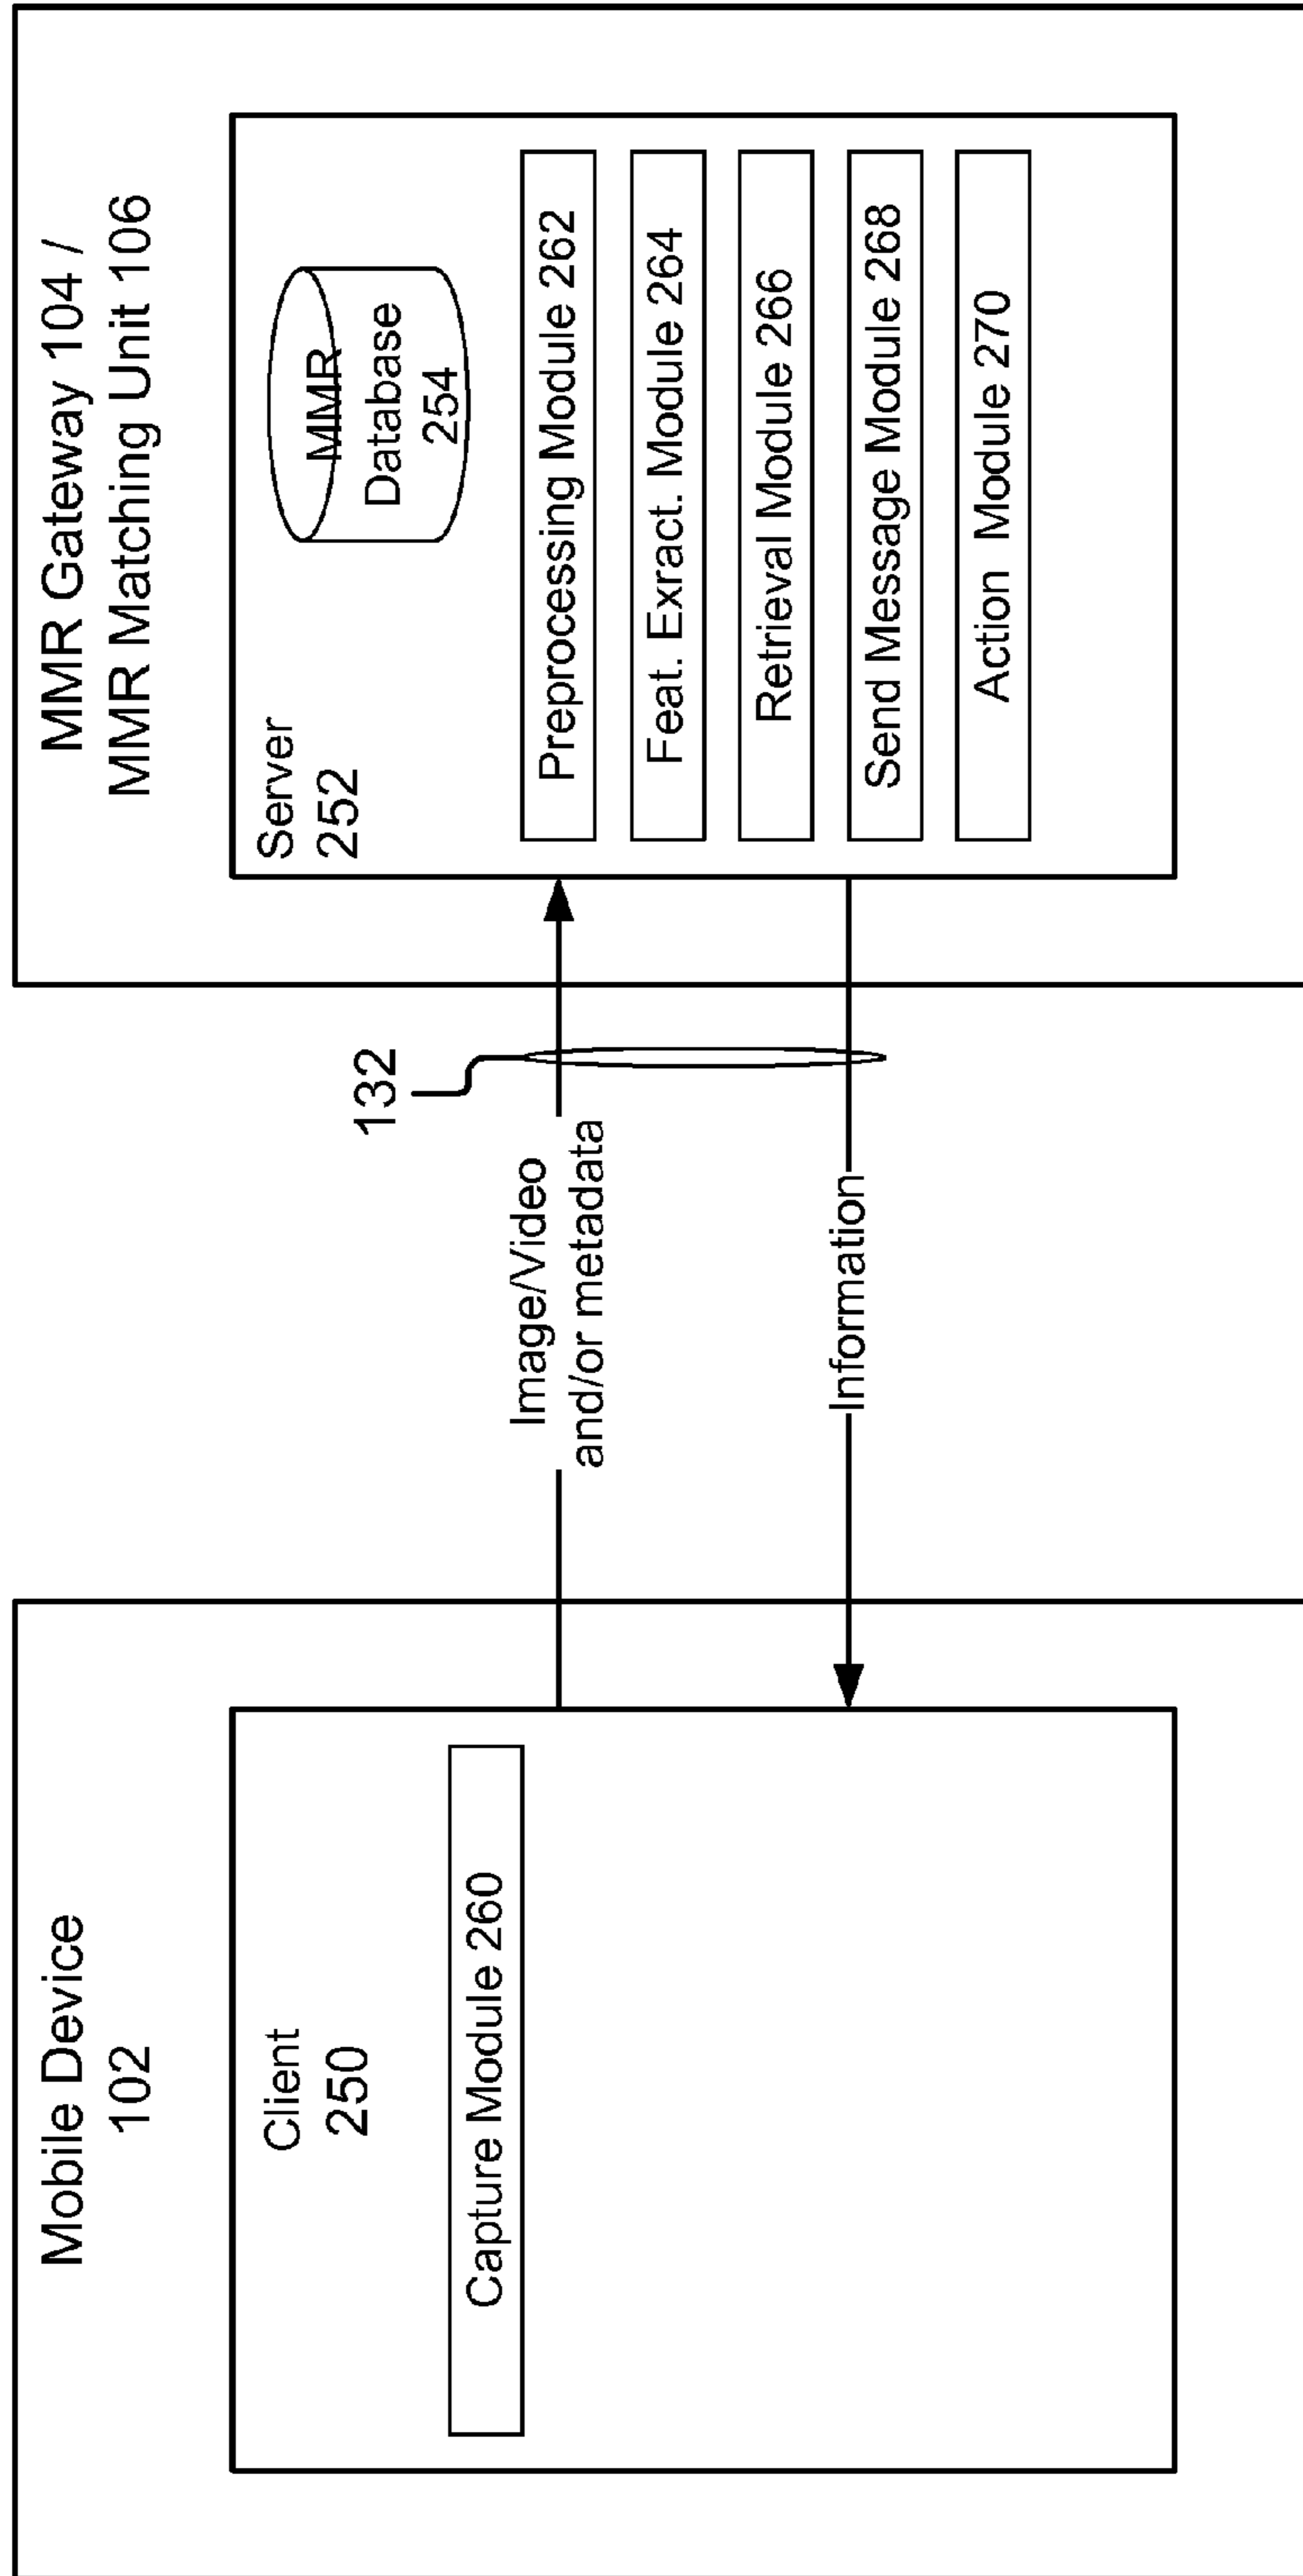 Mobile Device
102
Client
250
Capture Module 260
Image/Video
and/or metadata
Information
132
MMR Gateway 104 /
MMR Matching Unit 106
Server
252
MMR
Database
254
Preprocessing Module 262
Feat. Exract. Module 264
Retrieval Module 266
Send Message Module 268
Action Module 270